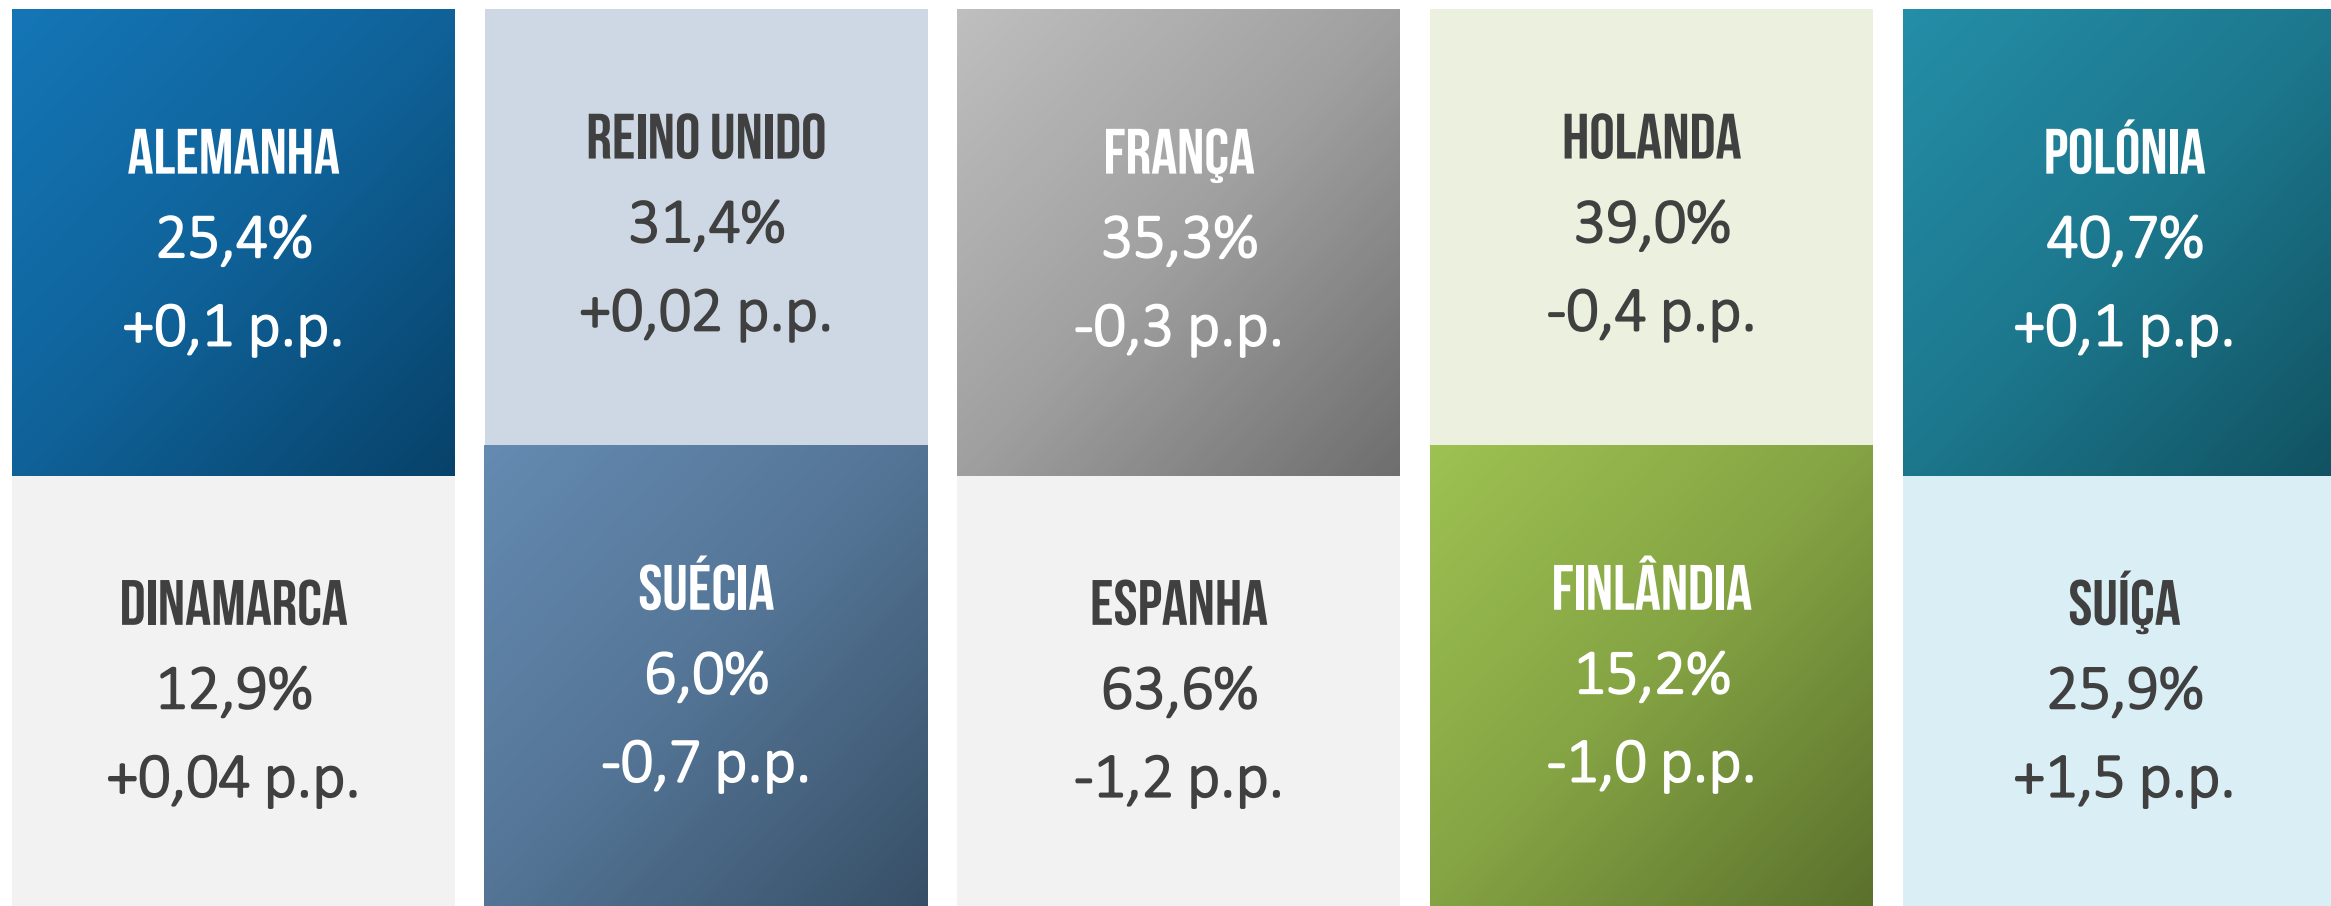 ALEMANHA
25,4%
+0,1 p.p.
REINO UNIDO
31,4%
+0,02 p.p.
FRANÇA
35,3%
-0,3 p.p.
HOLANDA
39,0%
-0,4 p.p.
POLÓNIA
40,7%
+0,1 p.p.
DINAMARCA
12,9%
+0,04 p.p.
SUÉCIA
6,0%
-0,7 p.p.
ESPANHA
63,6%
-1,2 p.p.
FINLÂNDIA
15,2%
-1,0 p.p.
SUÍÇA
25,9%
+1,5 p.p.